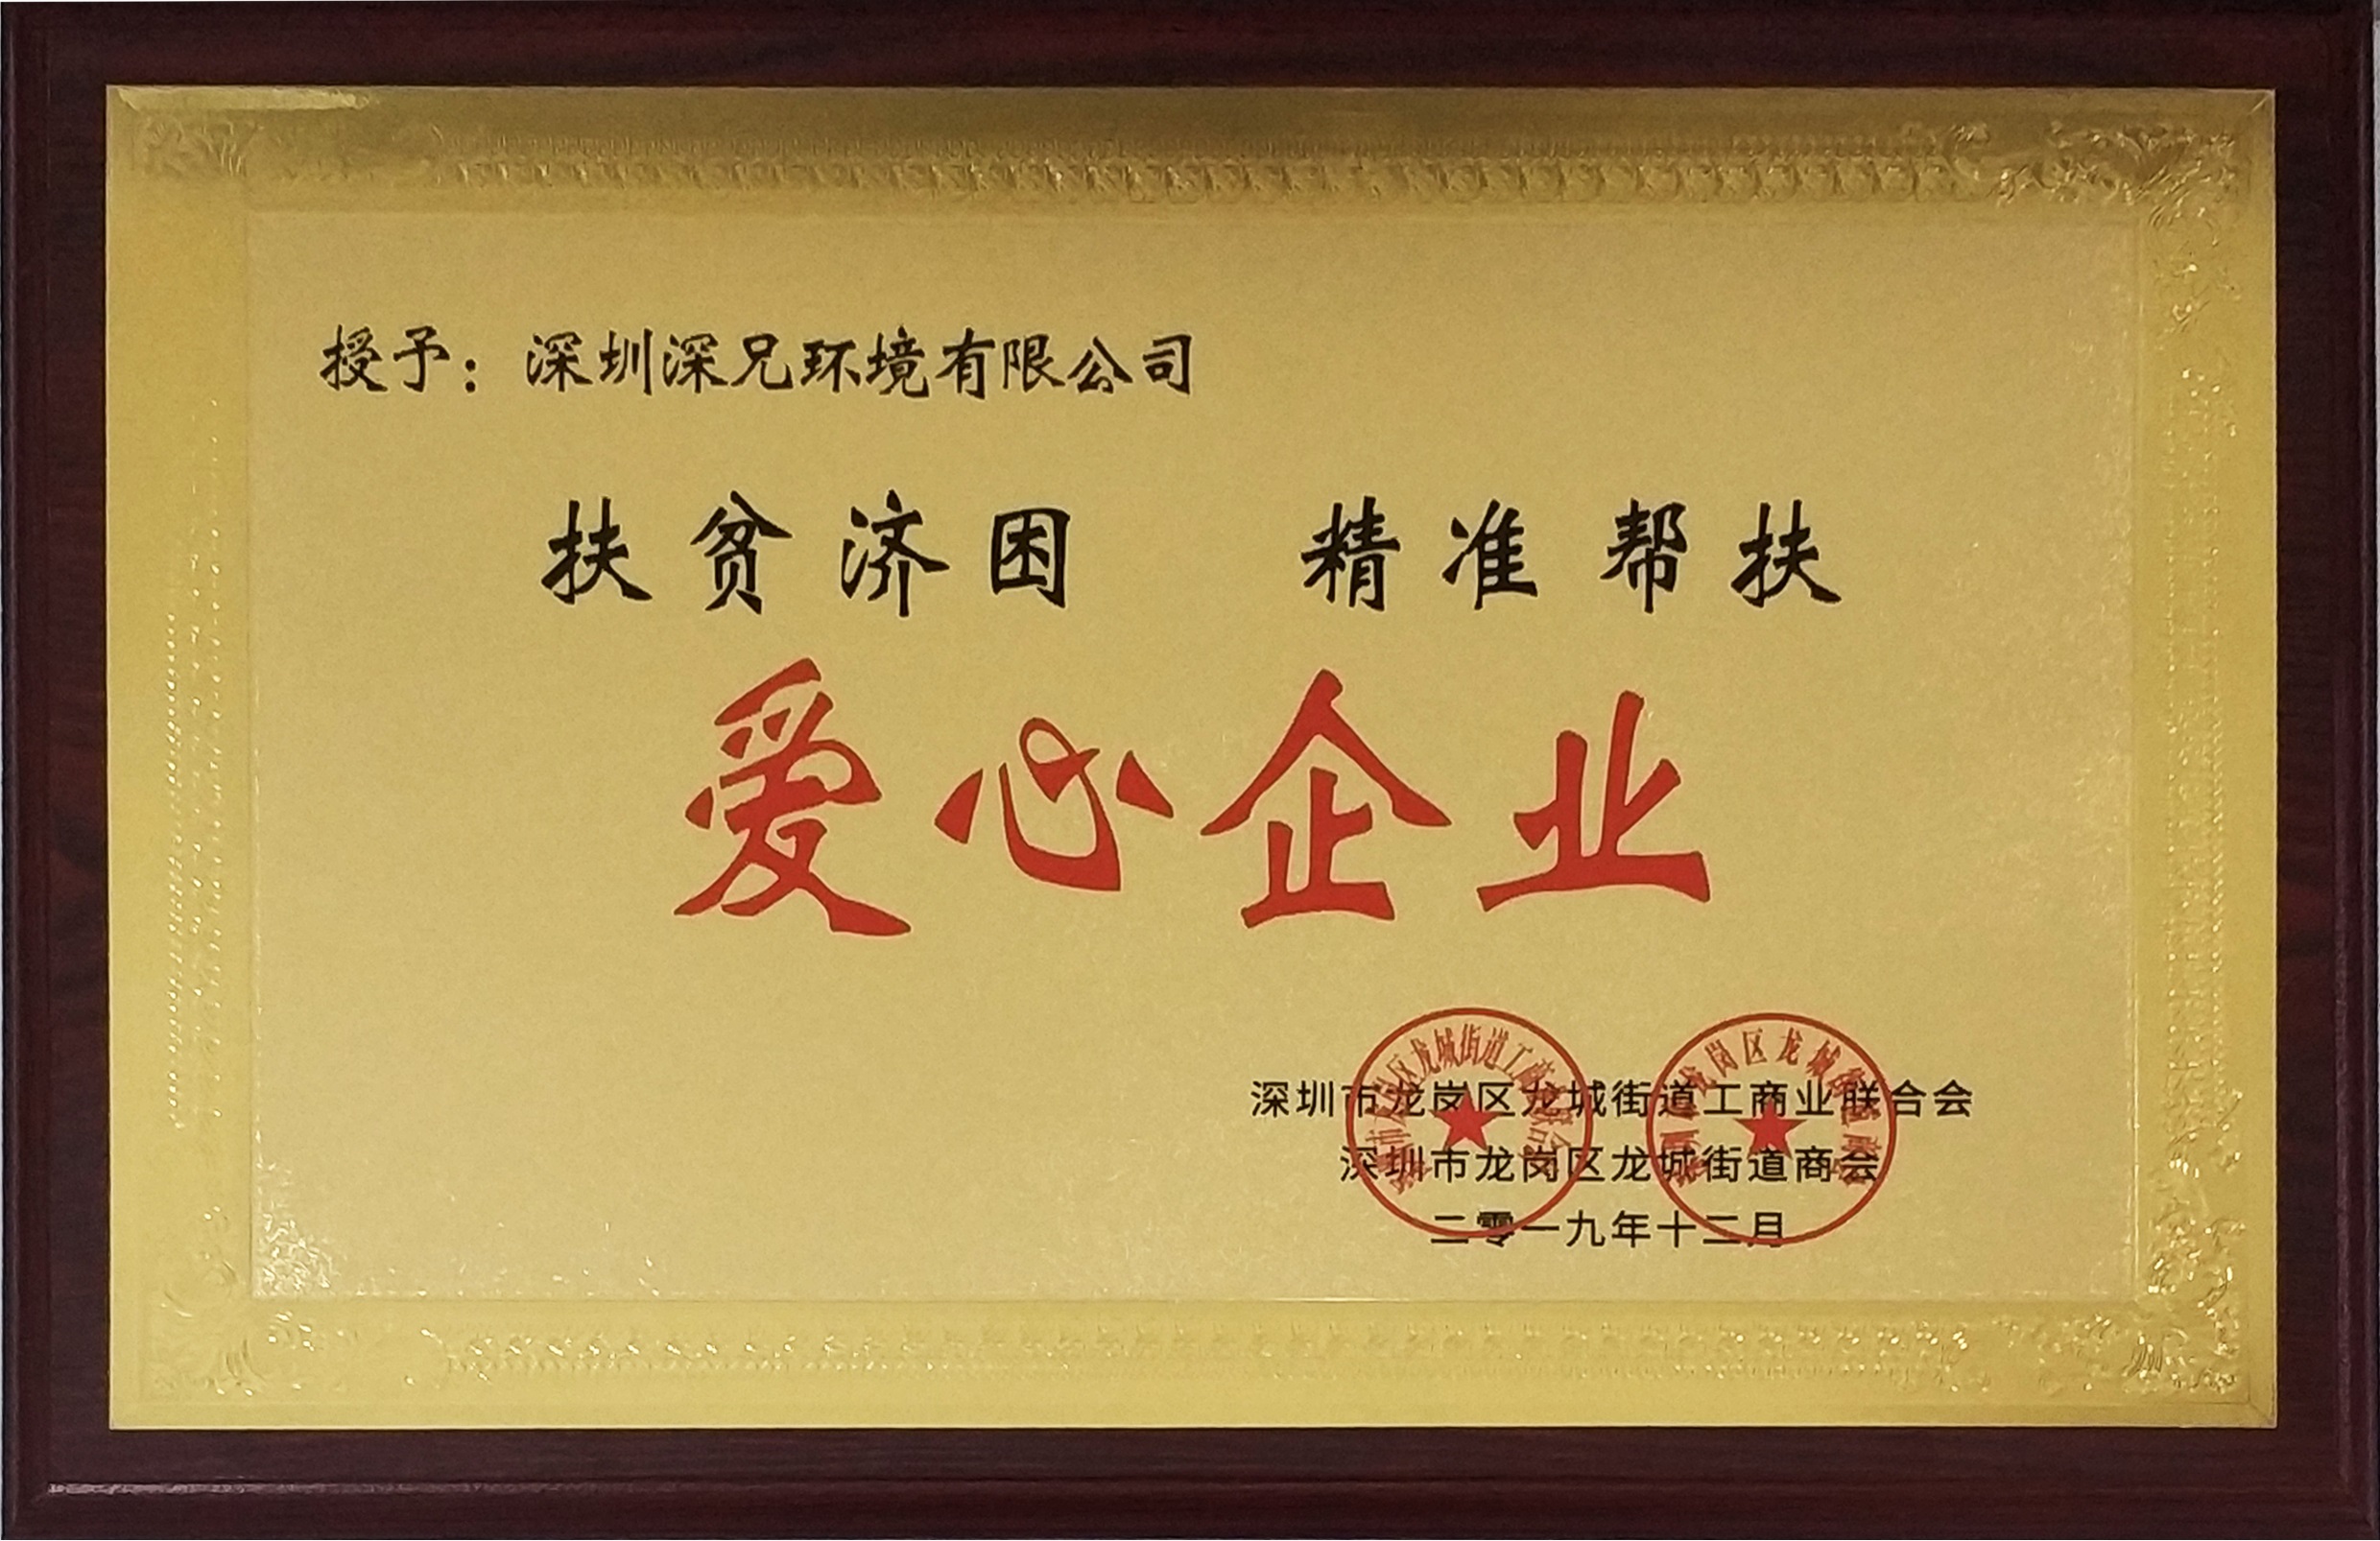 授予：深圳深兄环境有限公司
扶贫济困 精准帮扶
爱心企业
深圳市龙岗区龙城街道工商业联合会
深圳市龙岗区龙城街道商会
二零一九年十二月